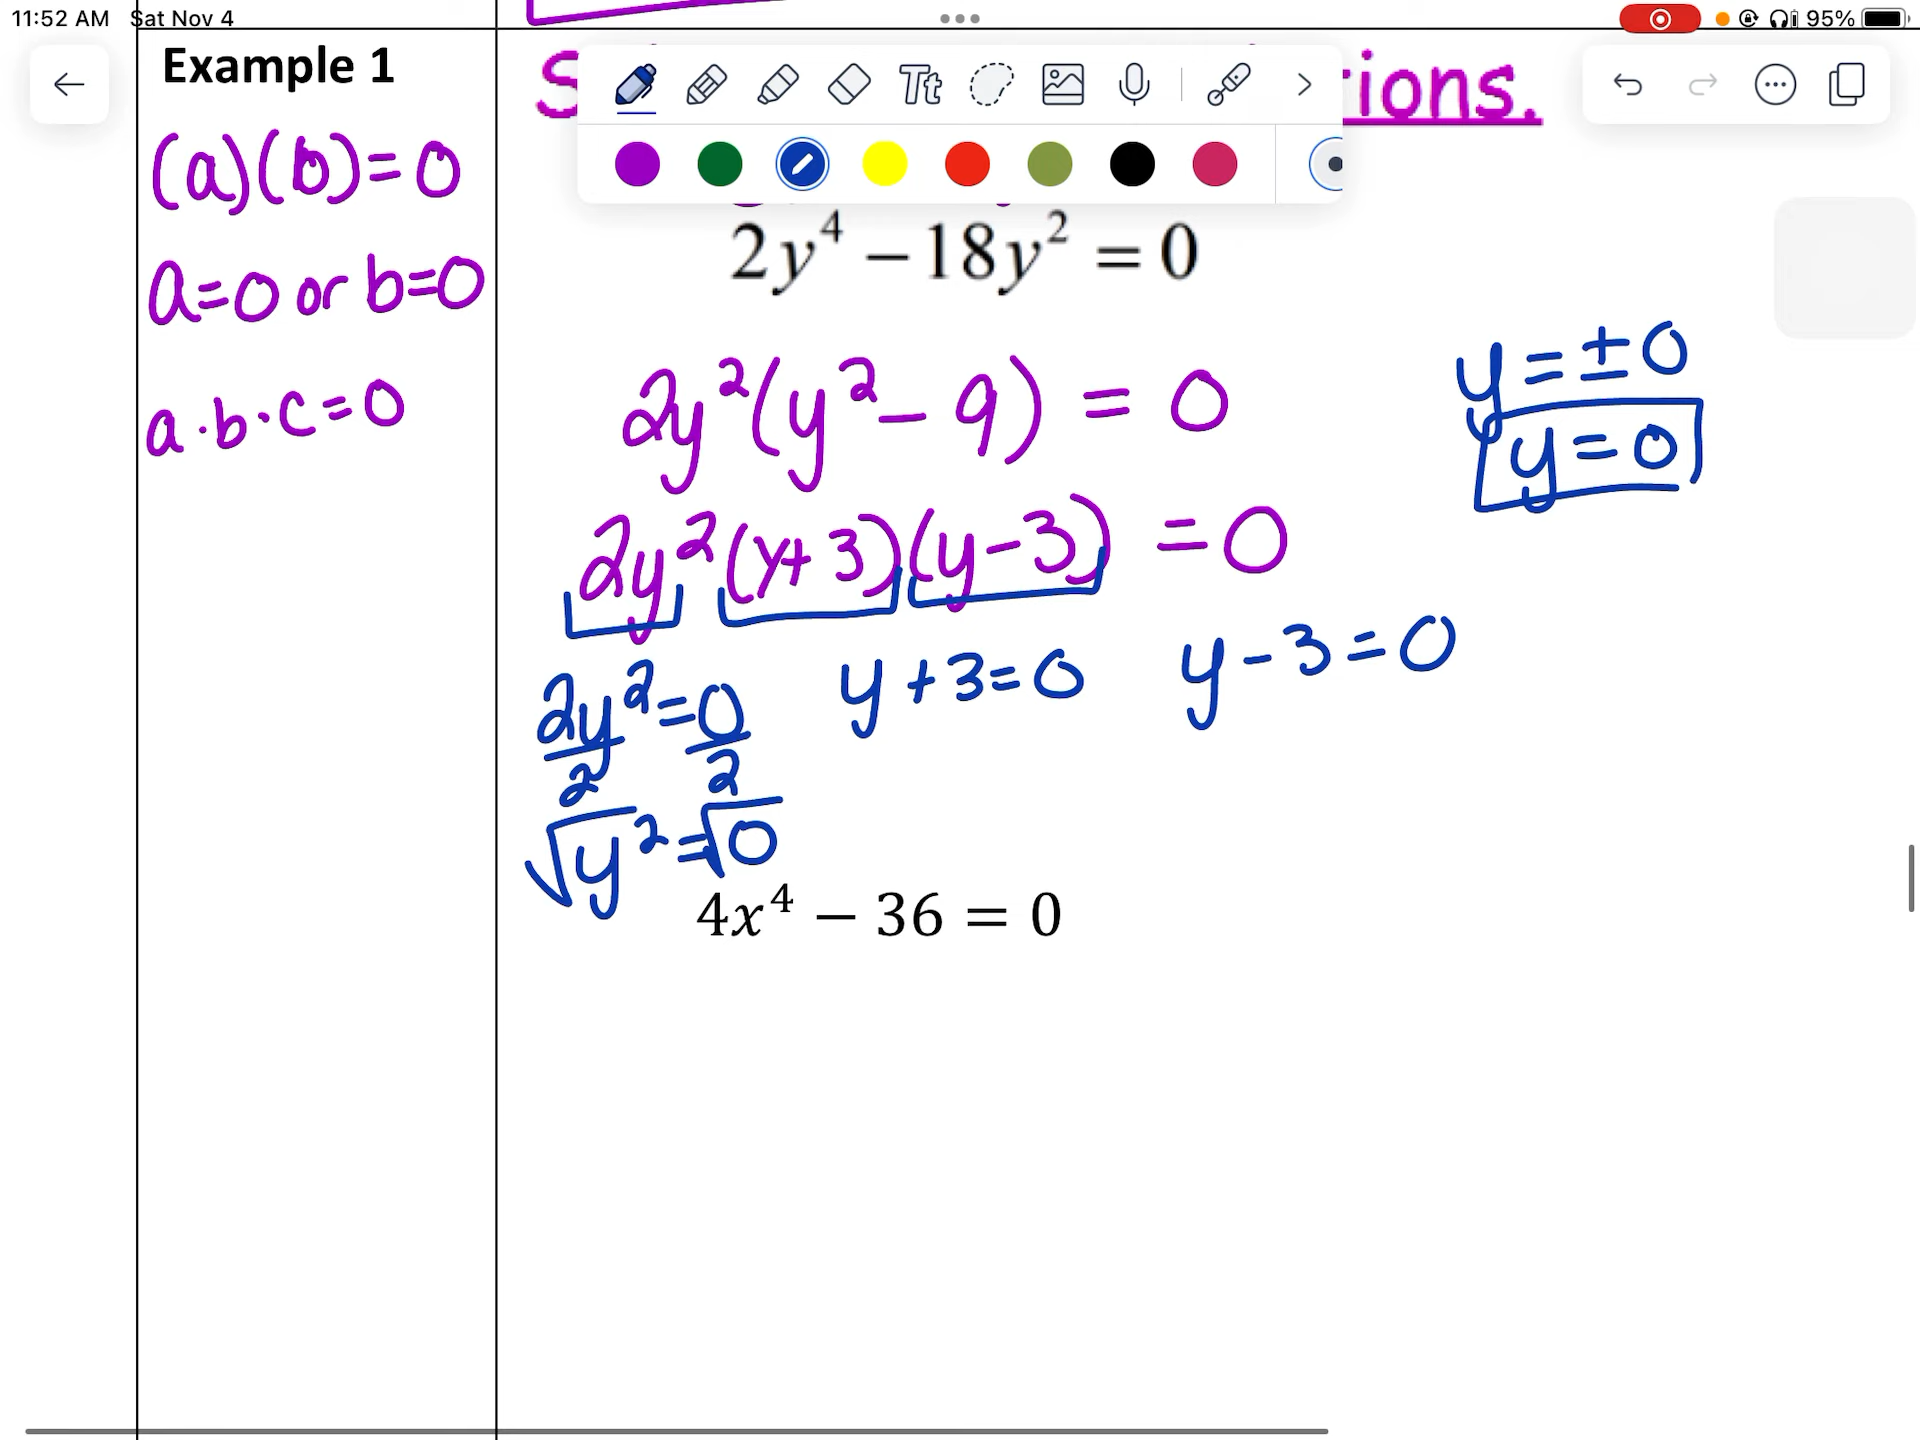 11:52 AM Sat Nov 4
95%
Example 1
ions.
Tt
(a)(b)=0
a=0 or b=0
a·b·c=0
2y⁴ – 18y² = 0
2y²(y² – 9) = 0
2y²(y+3)(y–3) = 0
y = ±0
y = 0
2y² = 0
2 2
√y² = √0
y + 3 = 0
y – 3 = 0
4x⁴ – 36 = 0